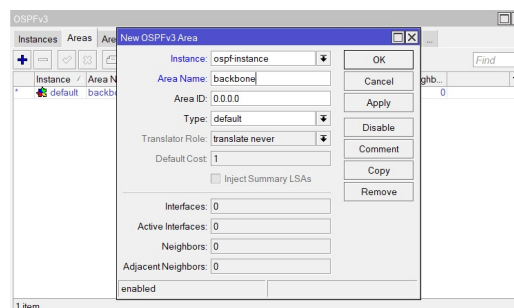 OSPFv3
Instances Areas Are ...
New OSPFv3 Area
Find
Instance Area N ghb...
* default backbo 0
Instance: ospf-instance
Area Name: backbone
Area ID: 0.0.0.0
Type: default
Translator Role: translate never
Default Cost: 1
Inject Summary LSAs
Interfaces: 0
Active Interfaces: 0
Neighbors: 0
Adjacent Neighbors: 0
enabled
OK
Cancel
Apply
Disable
Comment
Copy
Remove
1 item